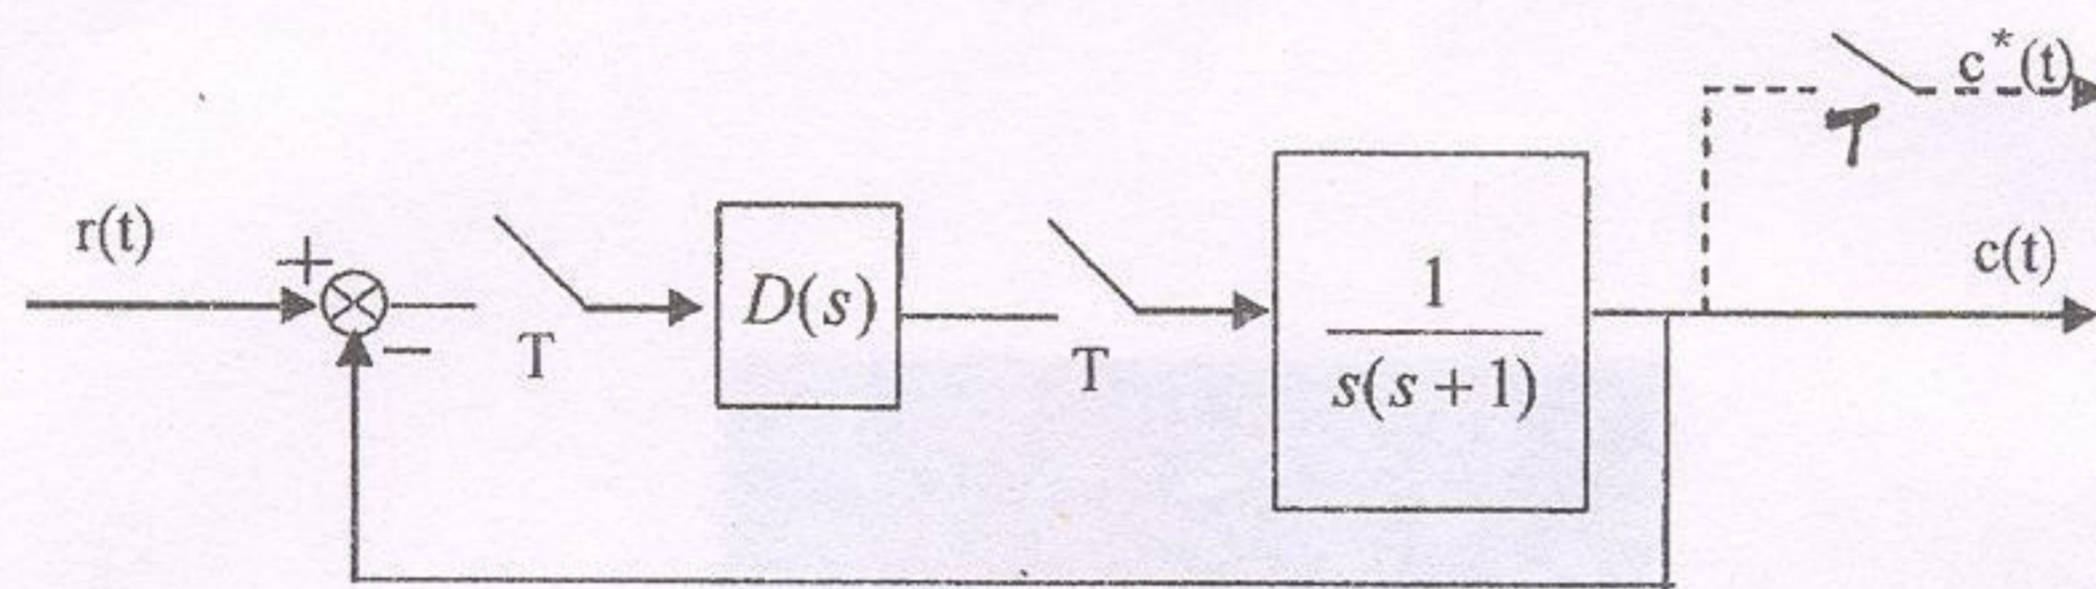 c*(t)
T
r(t)
+
D(s)
1
s(s + 1)
c(t)
−
T
T